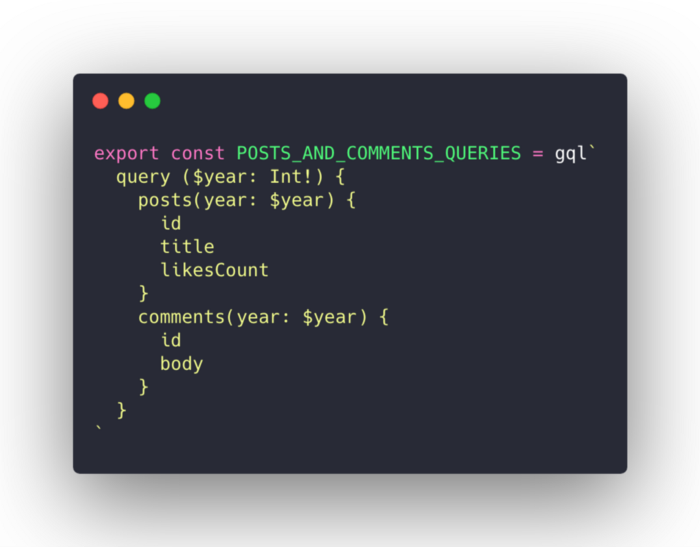 export const POSTS_AND_COMMENTS_QUERIES = gql`
  query ($year: Int!) {
    posts(year: $year) {
      id
      title
      likesCount
    }
    comments(year: $year) {
      id
      body
    }
  }
`